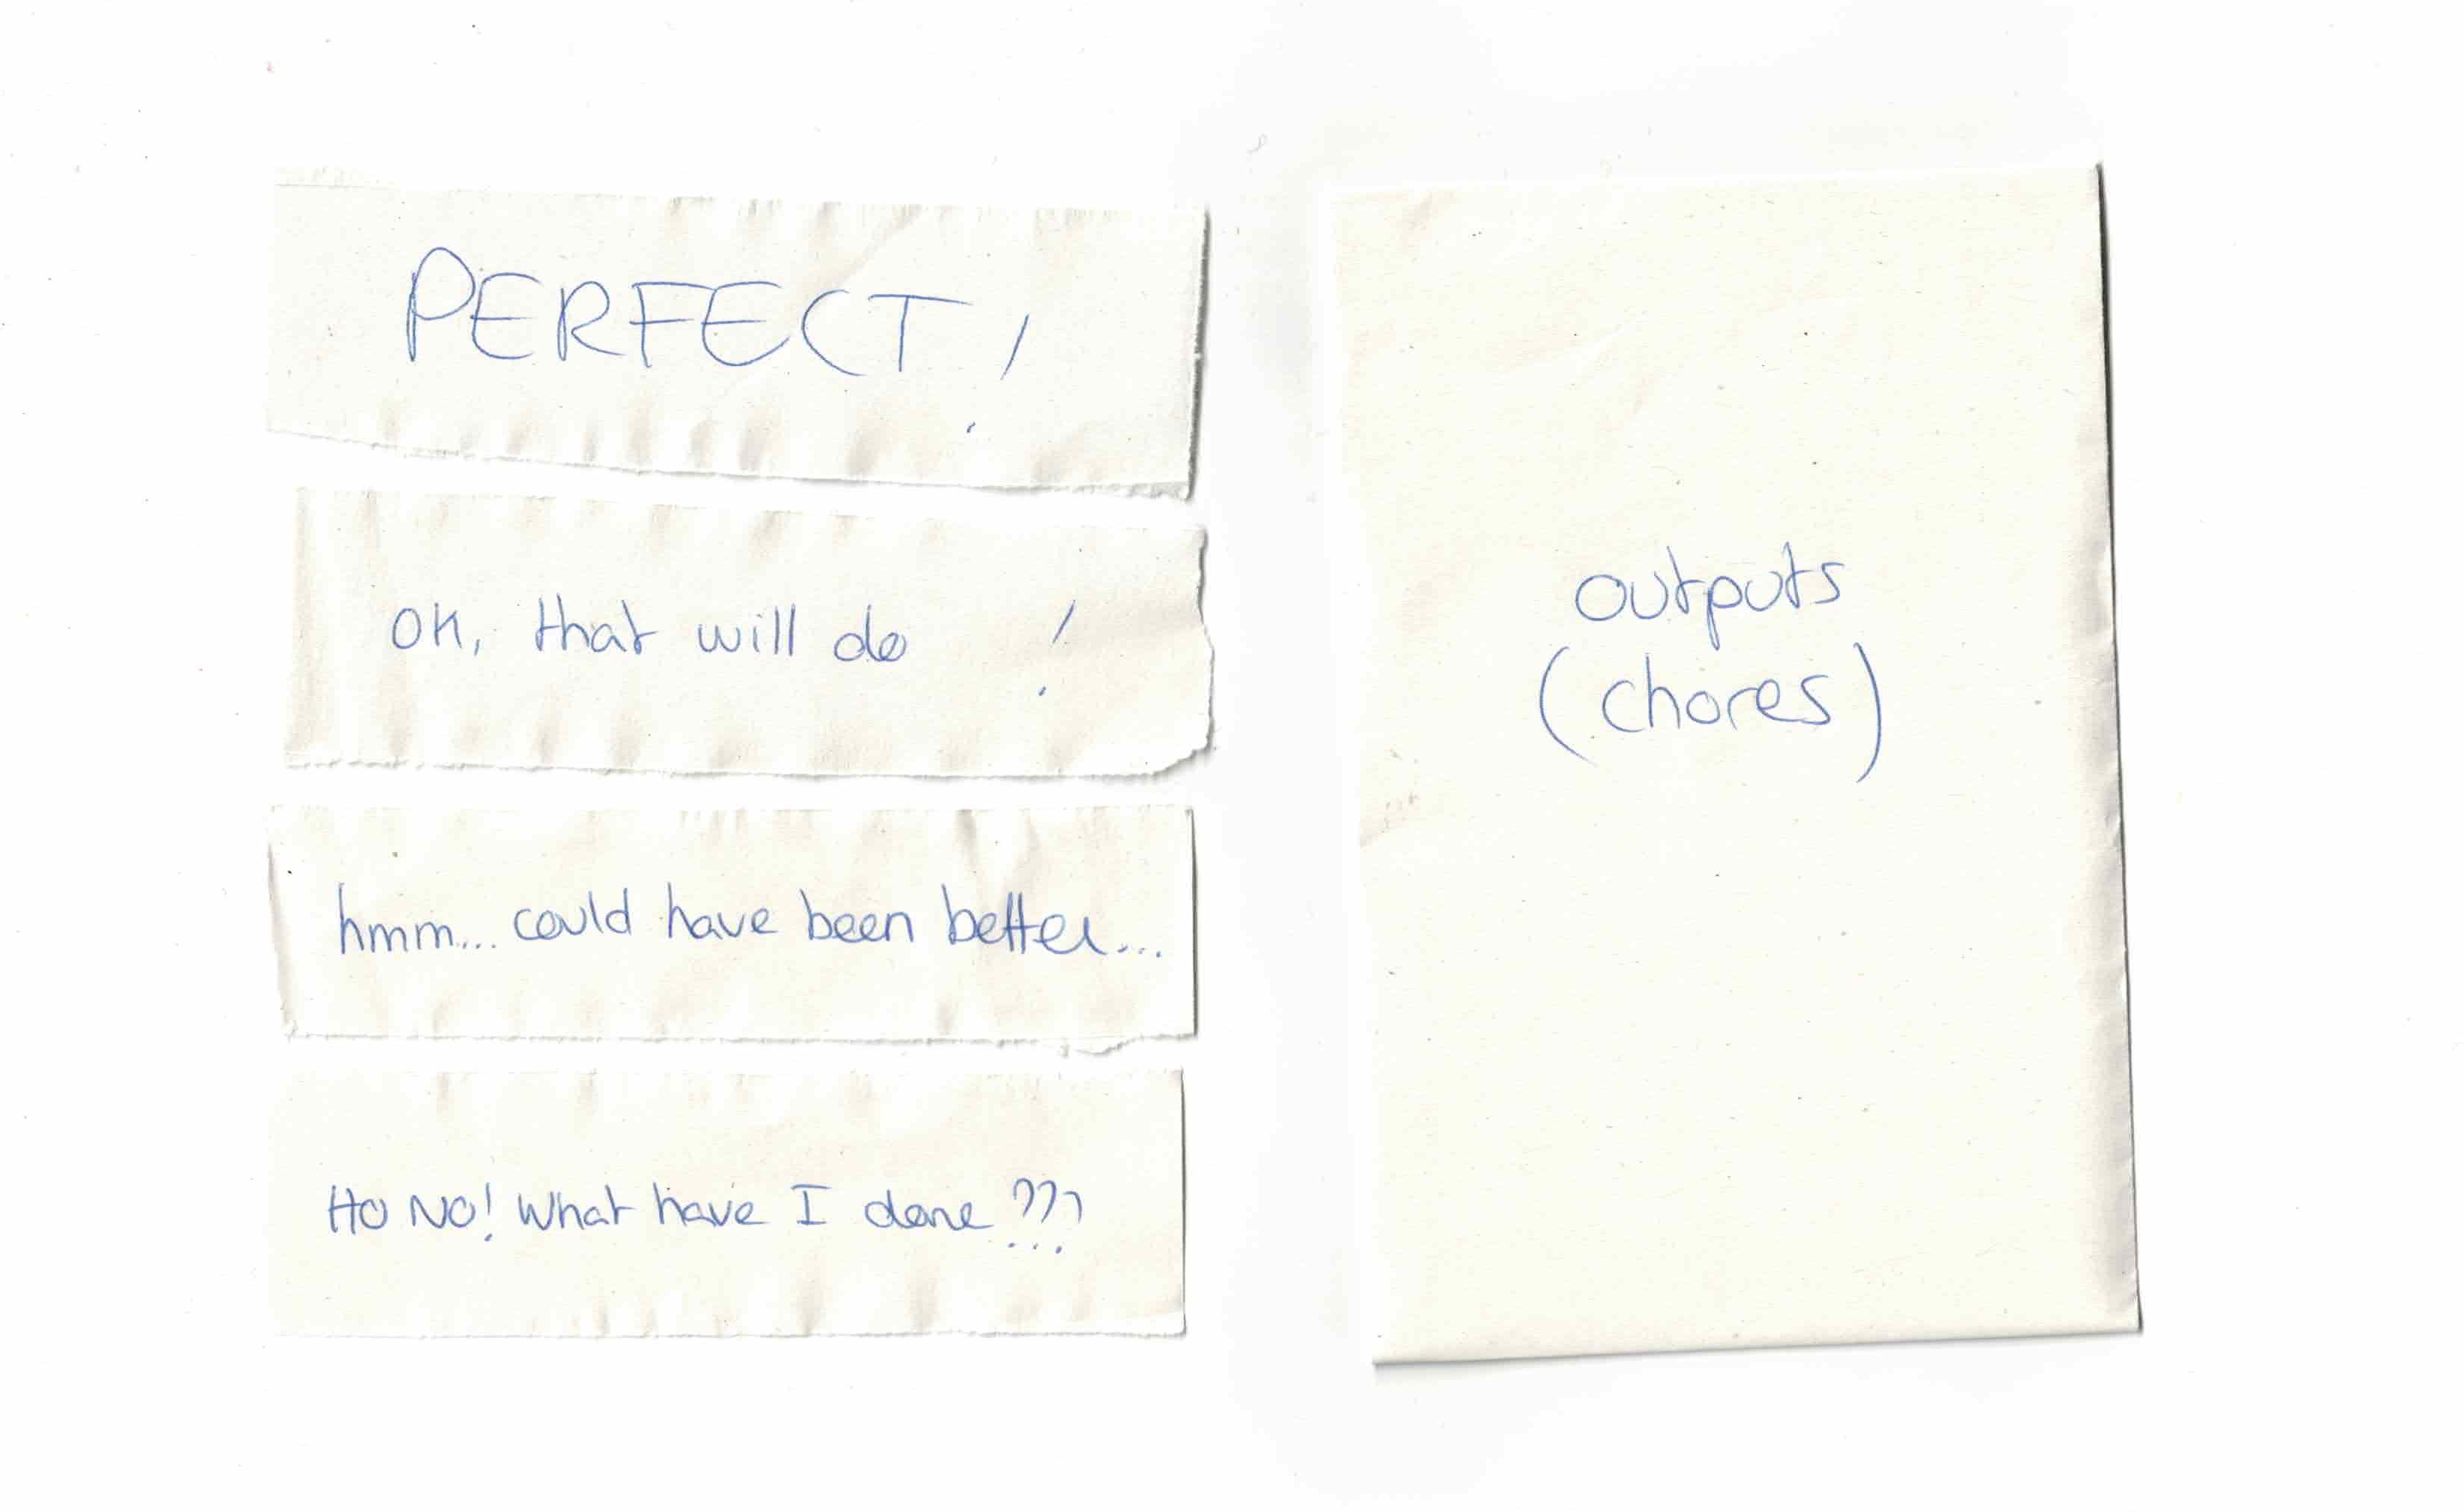 PERFECT!
OK, that will do !
hmm... could have been better...
HO NO! What have I done ???
outputs
(chores)